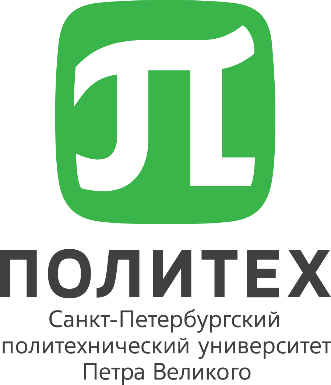 П
ПОЛИТЕХ
Санкт-Петербургский
политехнический университет
Петра Великого